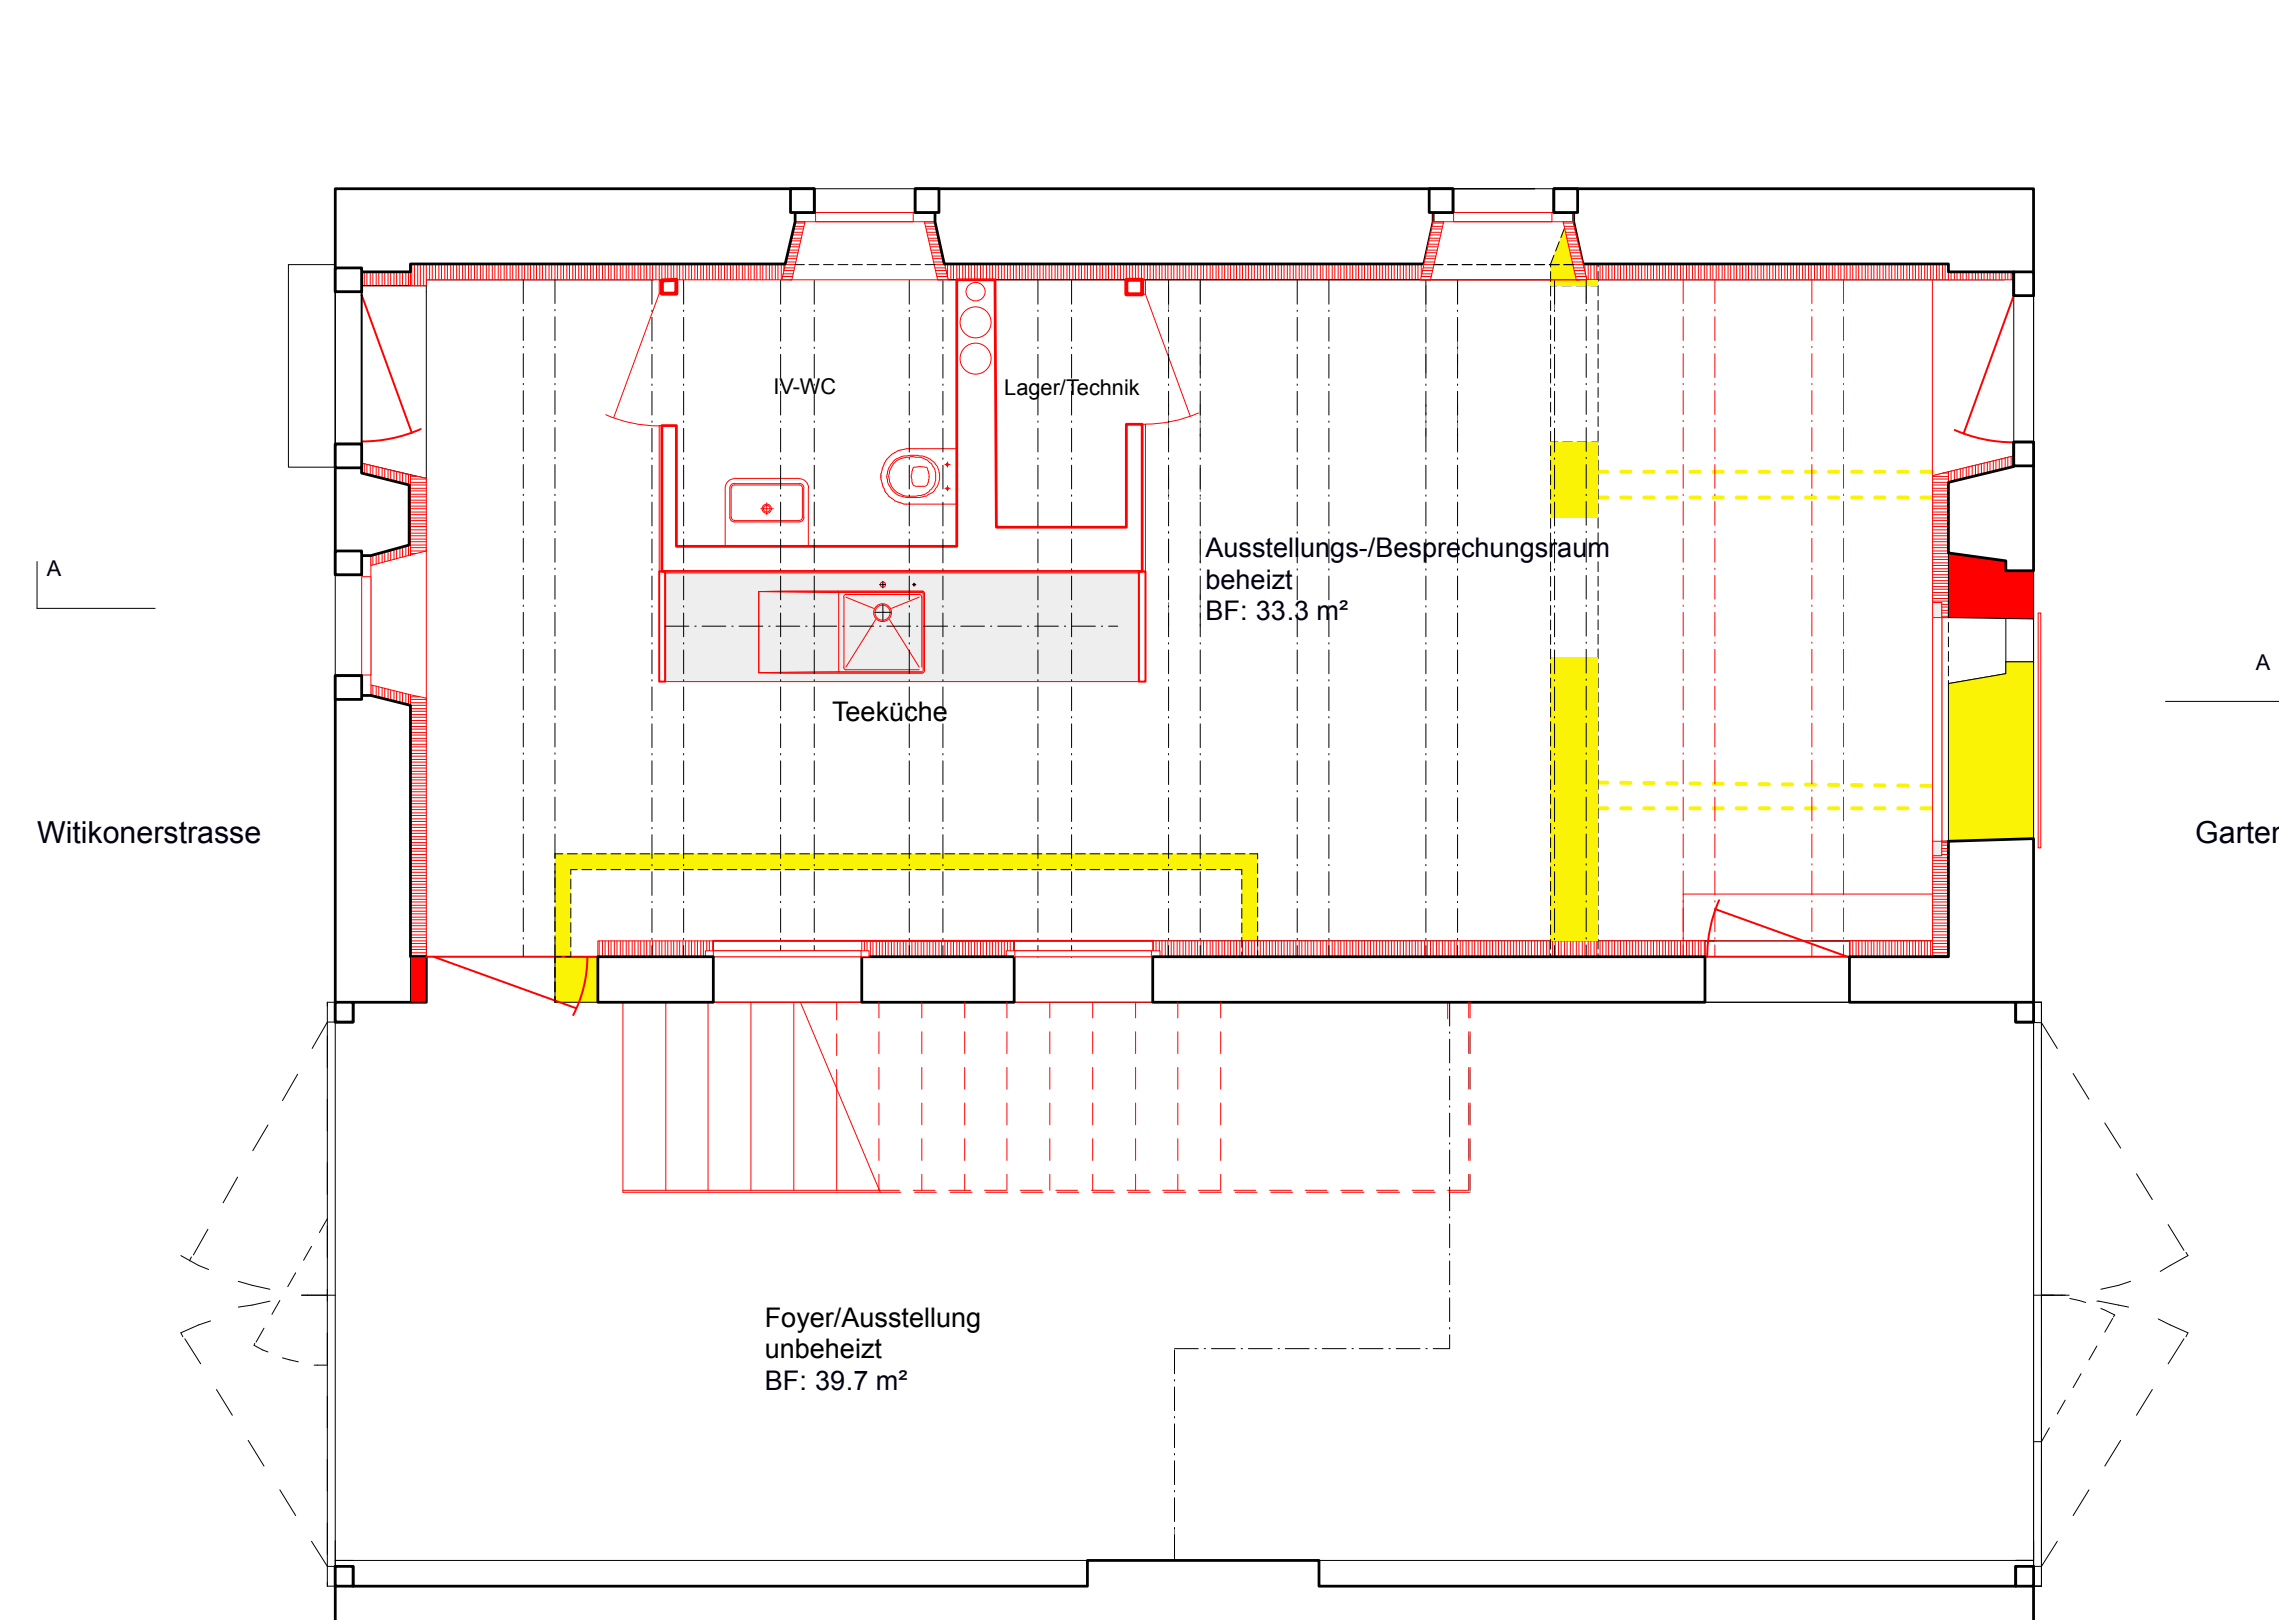 IV-WC
Lager/Technik
Ausstellungs-/Besprechungsraum
beheizt
BF: 33.3 m²
A
A
Teeküche
Witikonerstrasse
Garten
Foyer/Ausstellung
unbeheizt
BF: 39.7 m²